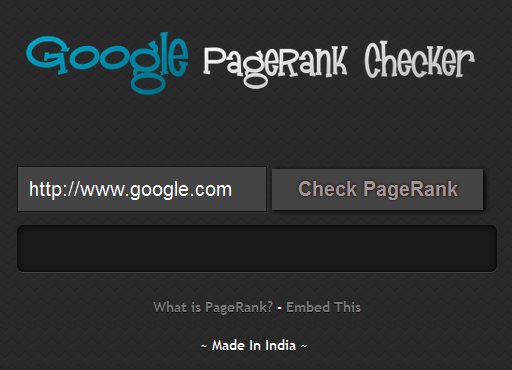 Google PageRank Checker
http://www.google.com Check PageRank
What is PageRank? - Embed This
~ Made In India ~